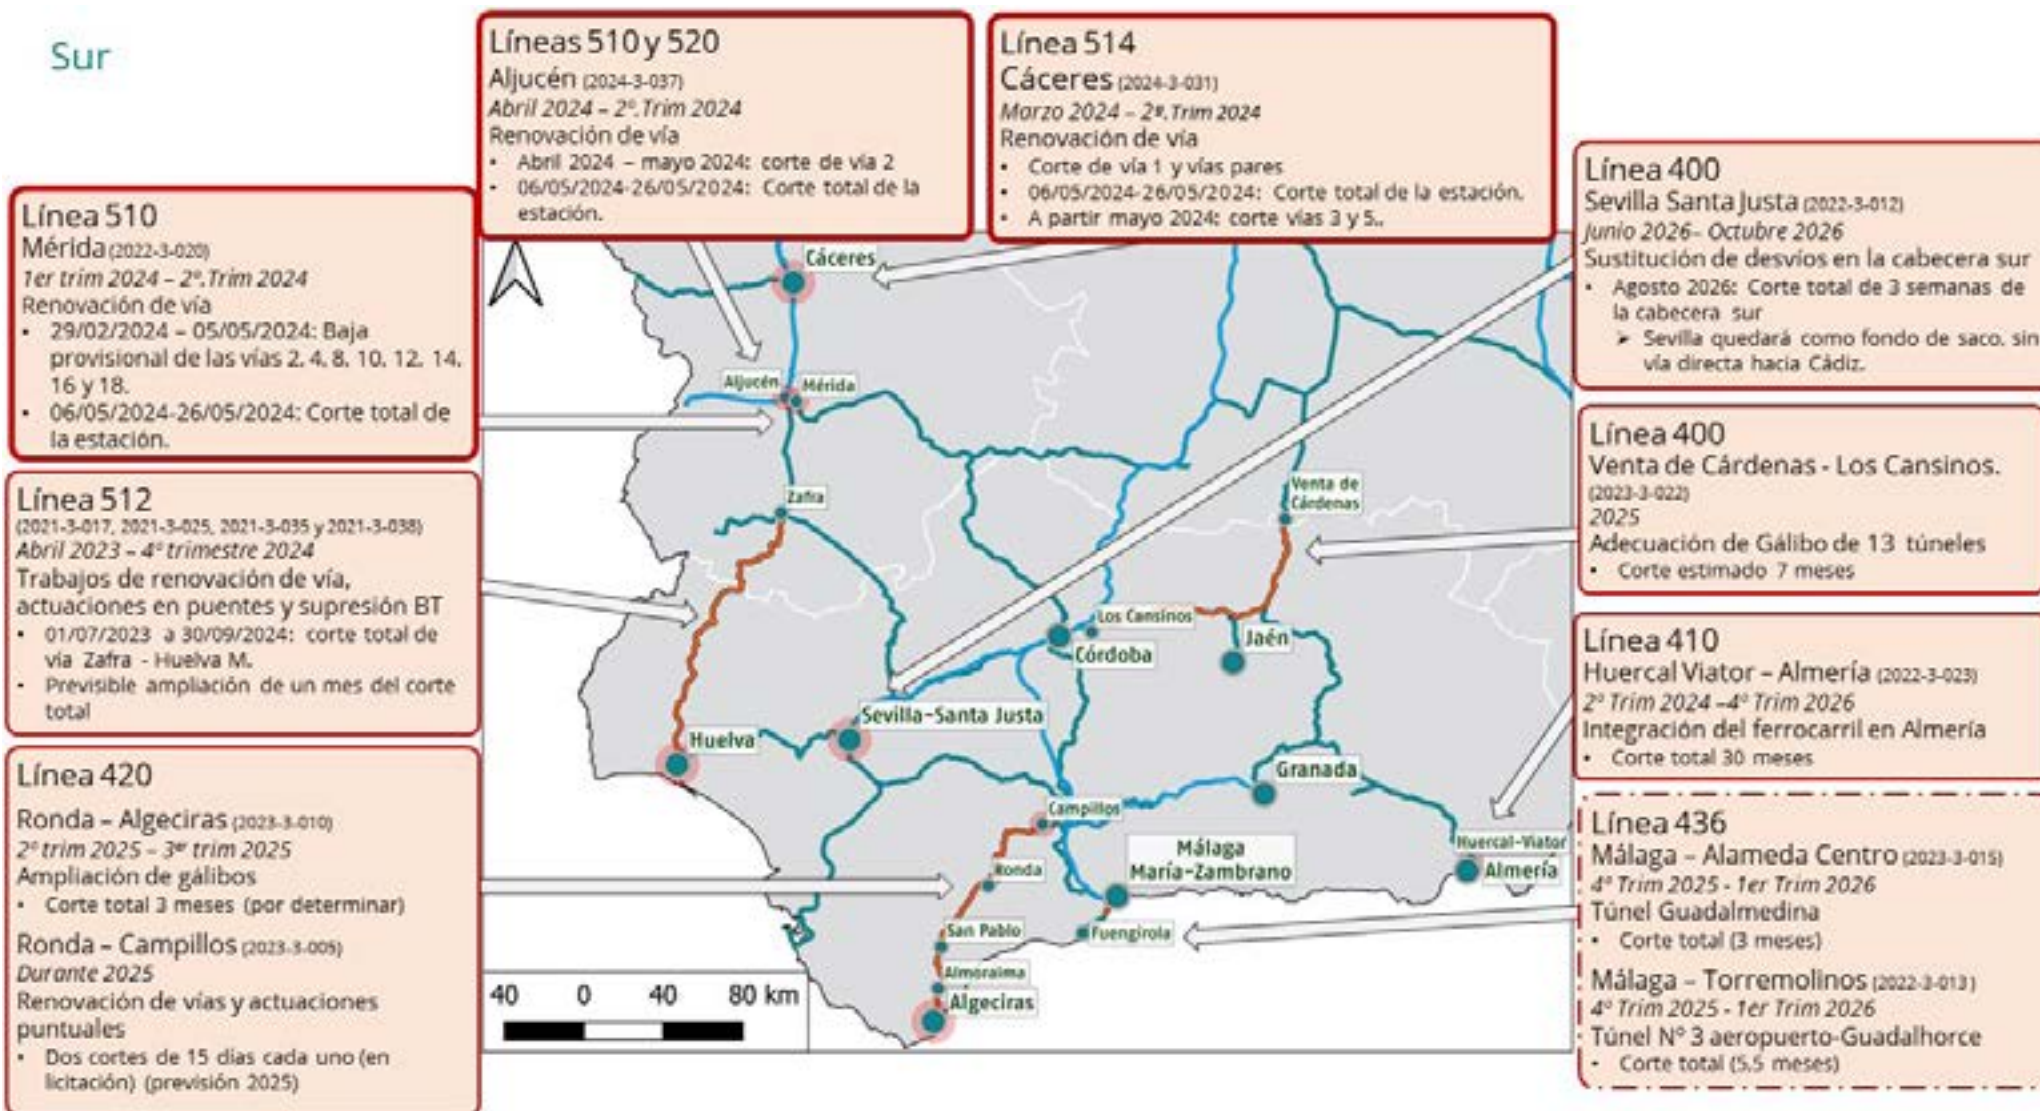 Sur
Líneas 510 y 520
Aljucén (2024-3-037)
Abril 2024 – 2º.Trim 2024
Renovación de vía
• Abril 2024 – mayo 2024: corte de vía 2
• 06/05/2024-26/05/2024: Corte total de la
estación.
Línea 514
Cáceres (2024-3-031)
Marzo 2024 – 2º.Trim 2024
Renovación de vía
• Corte de vía 1 y vías pares
• 06/05/2024-26/05/2024: Corte total de la estación.
• A partir mayo 2024: corte vías 3 y 5..
Línea 510
Mérida (2022-3-020)
1er trim 2024 – 2º.Trim 2024
Renovación de vía
• 29/02/2024 – 05/05/2024: Baja
provisional de las vías 2, 4, 8, 10, 12, 14,
16 y 18.
• 06/05/2024-26/05/2024: Corte total de
la estación.
Línea 512
(2021-3-017, 2021-3-025, 2021-3-035 y 2021-3-038)
Abril 2023 – 4º trimestre 2024
Trabajos de renovación de vía,
actuaciones en puentes y supresión BT
• 01/07/2023 a 30/09/2024: corte total de
vía Zafra - Huelva M.
• Previsible ampliación de un mes del corte
total
Línea 420
Ronda – Algeciras (2023-3-010)
2º trim 2025 – 3er trim 2025
Ampliación de gálibos
• Corte total 3 meses (por determinar)
Ronda – Campillos (2023-3-005)
Durante 2025
Renovación de vías y actuaciones
puntuales
• Dos cortes de 15 días cada uno (en
licitación) (previsión 2025)
Línea 400
Sevilla Santa Justa (2022-3-012)
Junio 2026– Octubre 2026
Sustitución de desvíos en la cabecera sur
• Agosto 2026: Corte total de 3 semanas de
la cabecera sur
➢ Sevilla quedará como fondo de saco, sin
vía directa hacia Cádiz.
Línea 400
Venta de Cárdenas - Los Cansinos.
(2023-3-022)
2025
Adecuación de Gálibo de 13 túneles
• Corte estimado 7 meses
Línea 410
Huercal Viator – Almería (2022-3-023)
2º Trim 2024 –4º Trim 2026
Integración del ferrocarril en Almería
• Corte total 30 meses
Línea 436
Málaga – Alameda Centro (2023-3-015)
4º Trim 2025 - 1er Trim 2026
Túnel Guadalmedina
• Corte total (3 meses)
Málaga – Torremolinos (2022-3-013)
4º Trim 2025 - 1er Trim 2026
Túnel Nº 3 aeropuerto-Guadalhorce
- Corte total (5,5 meses)
Cáceres
Aljucén
Mérida
Zafra
Venta de
Cárdenas
Los Cansinos
Córdoba
Jaén
Sevilla-Santa Justa
Huelva
Granada
Campillos
Málaga
María-Zambrano
Huercal-Viator
Almería
Ronda
Fuengirola
San Pablo
Almoraima
Algeciras
40 0 40 80 km